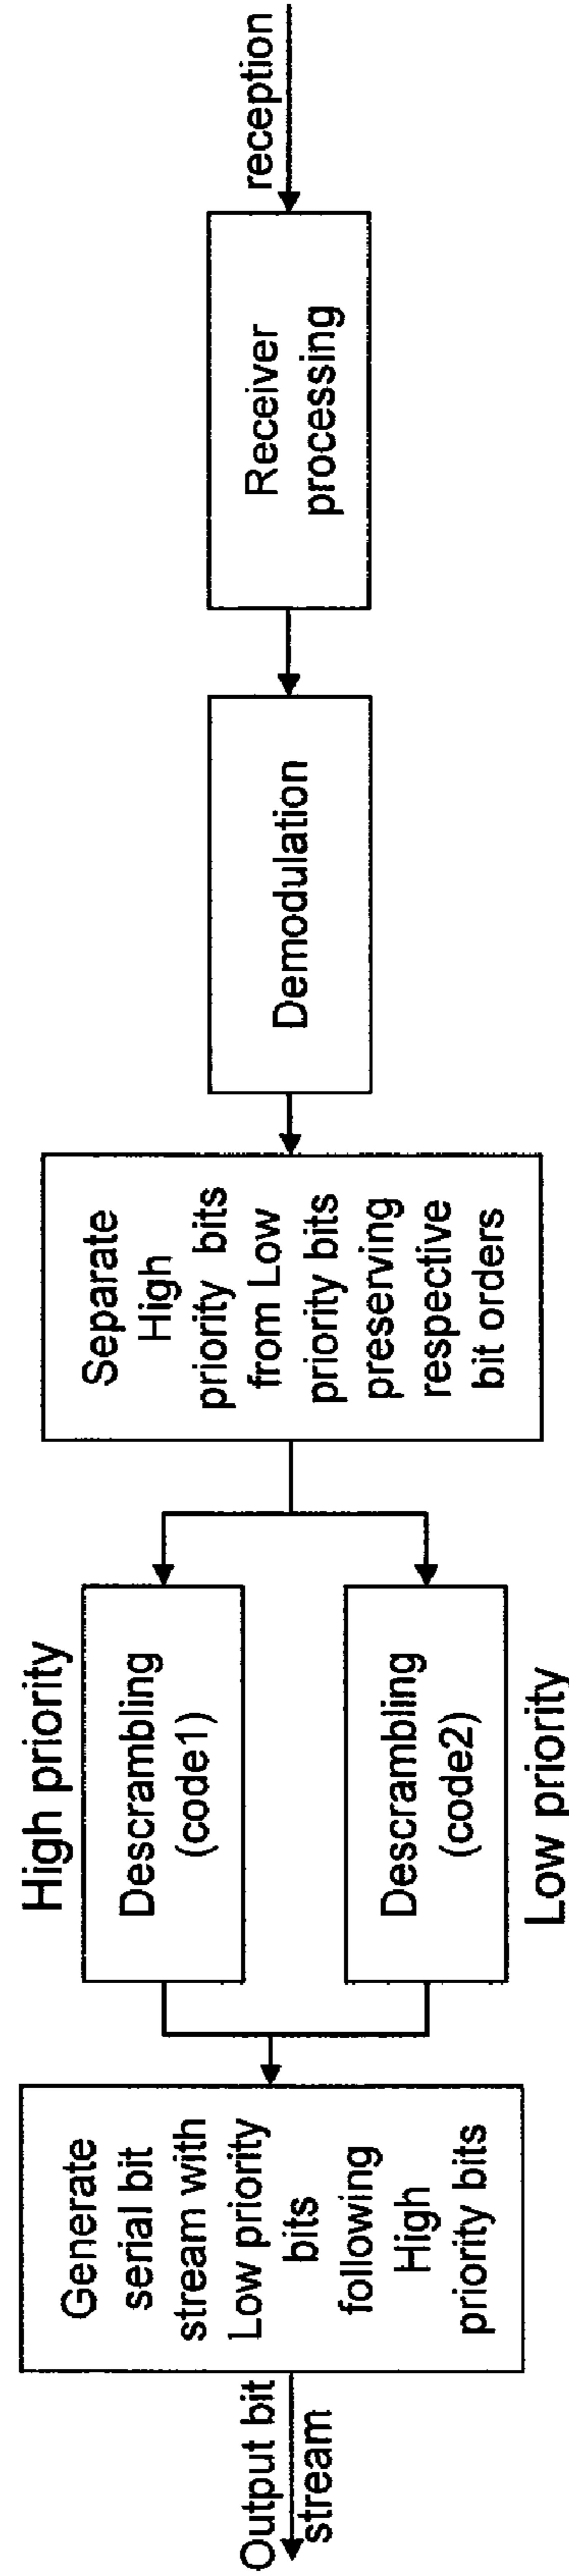 Output bit
stream
Generate
serial bit
stream with
Low priority
bits
following
High
priority bits
High priority
Descrambling
(code1)
Descrambling
(code2)
Low priority
Separate
High
priority bits
from Low
priority bits
preserving
respective
bit orders
Demodulation
Receiver
processing
reception